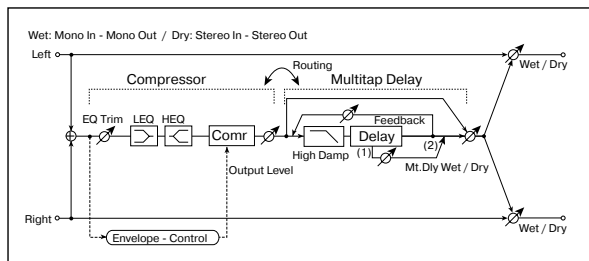 Wet: Mono In - Mono Out / Dry: Stereo In - Stereo Out
Left
Wet / Dry
Routing
Compressor
Multitap Delay
EQ Trim
LEQ
HEQ
Feedback
Comr
Delay
High Damp
(1)
(2)
Output Level
Mt.Dly Wet / Dry
Right
Wet / Dry
Envelope - Control